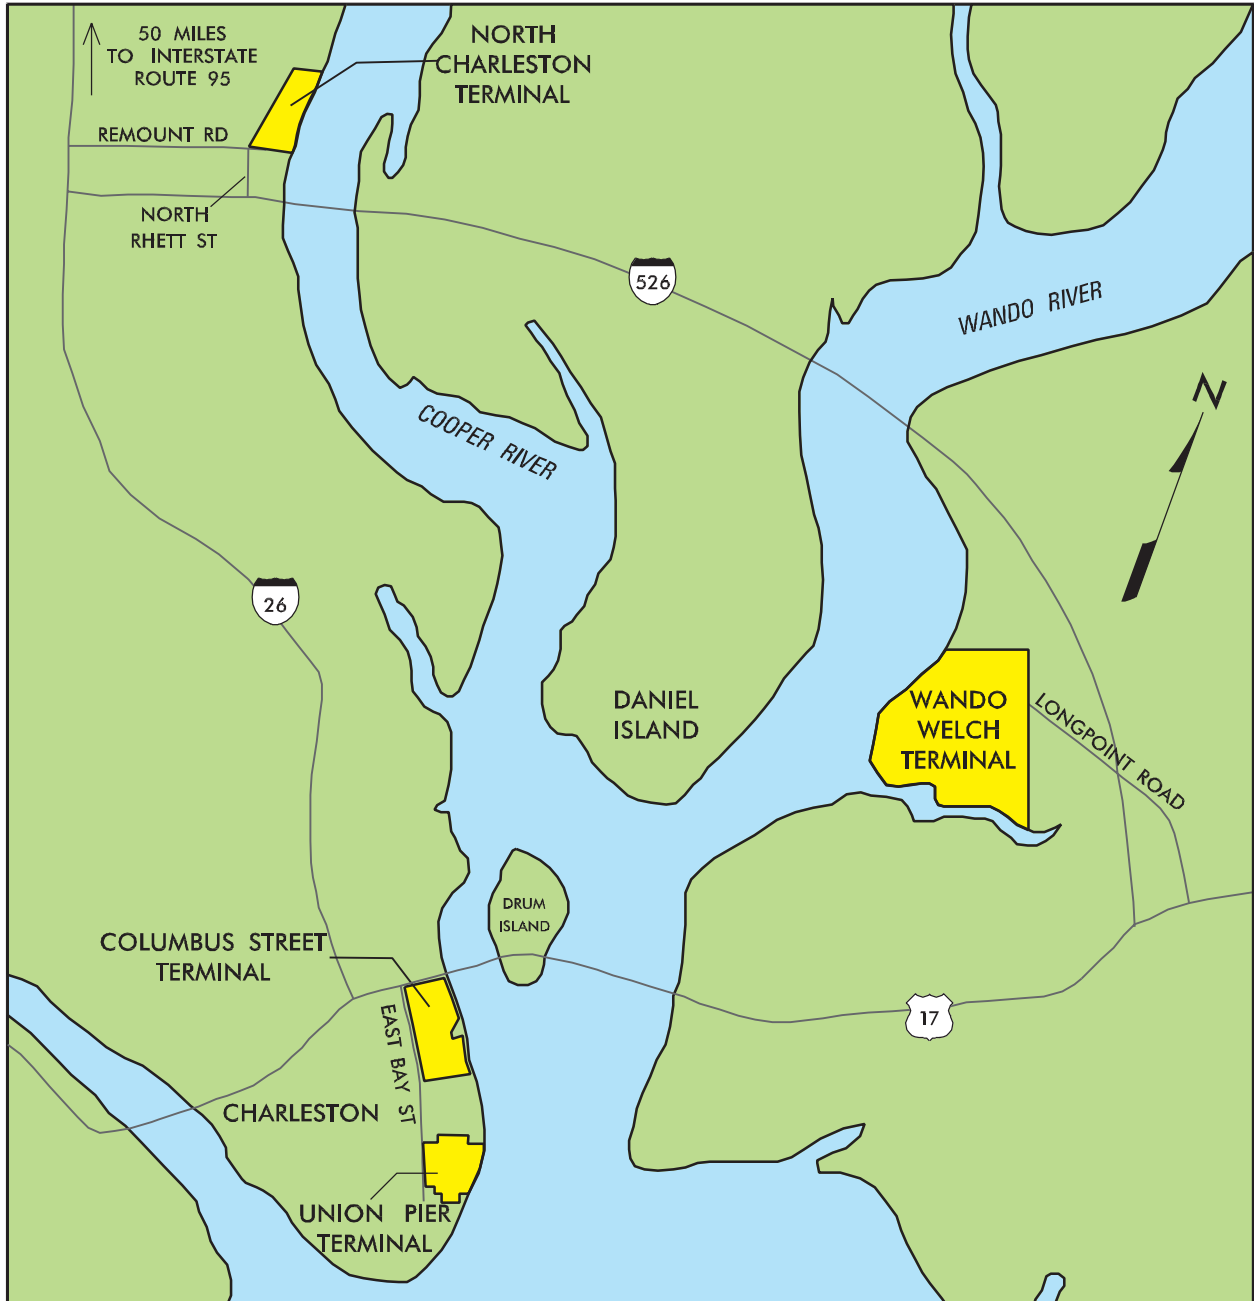 50 MILES
TO INTERSTATE
ROUTE 95
NORTH
CHARLESTON
TERMINAL
REMOUNT RD
NORTH
RHETT ST
526
WANDO RIVER
N
COOPER RIVER
26
DANIEL
ISLAND
WANDO
WELCH
TERMINAL
LONGPOINT ROAD
DRUM
ISLAND
COLUMBUS STREET
TERMINAL
17
EAST BAY ST
CHARLESTON
UNION PIER
TERMINAL